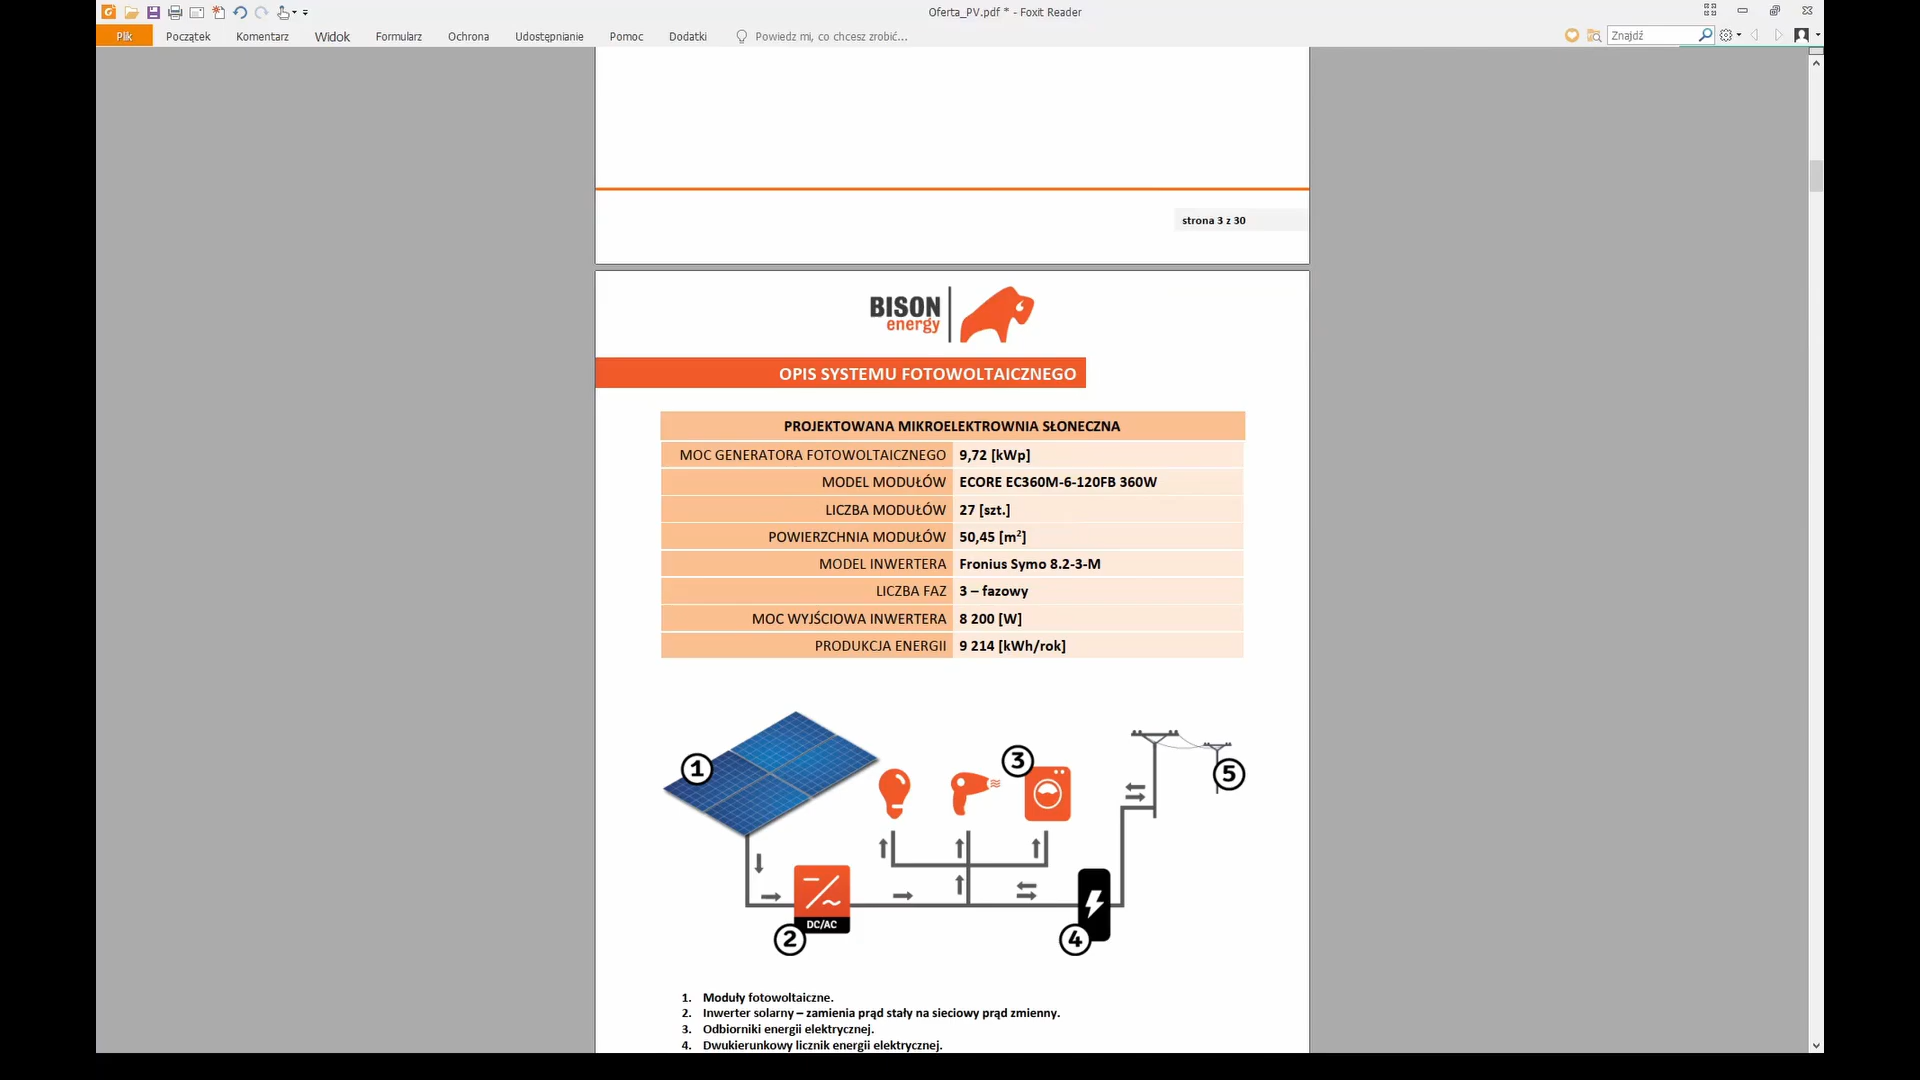 Oferta_PV.pdf * - Foxit Reader
Plik Początek Komentarz Widok Formularz Ochrona Udostępnianie Pomoc Dodatki Powiedz mi, co chcesz zrobić... Znajdź
strona 3 z 30
BISON
energy
OPIS SYSTEMU FOTOWOLTAICZNEGO
PROJEKTOWANA MIKROELEKTROWNIA SŁONECZNA
MOC GENERATORA FOTOWOLTAICZNEGO 9,72 [kWp]
MODEL MODUŁÓW ECORE EC360M-6-120FB 360W
LICZBA MODUŁÓW 27 [szt.]
POWIERZCHNIA MODUŁÓW 50,45 [m²]
MODEL INWERTERA Fronius Symo 8.2-3-M
LICZBA FAZ 3 – fazowy
MOC WYJŚCIOWA INWERTERA 8 200 [W]
PRODUKCJA ENERGII 9 214 [kWh/rok]
1
3
5
DC/AC
2
4
1. Moduły fotowoltaiczne.
2. Inwerter solarny – zamienia prąd stały na sieciowy prąd zmienny.
3. Odbiorniki energii elektrycznej.
4. Dwukierunkowy licznik energii elektrycznej.